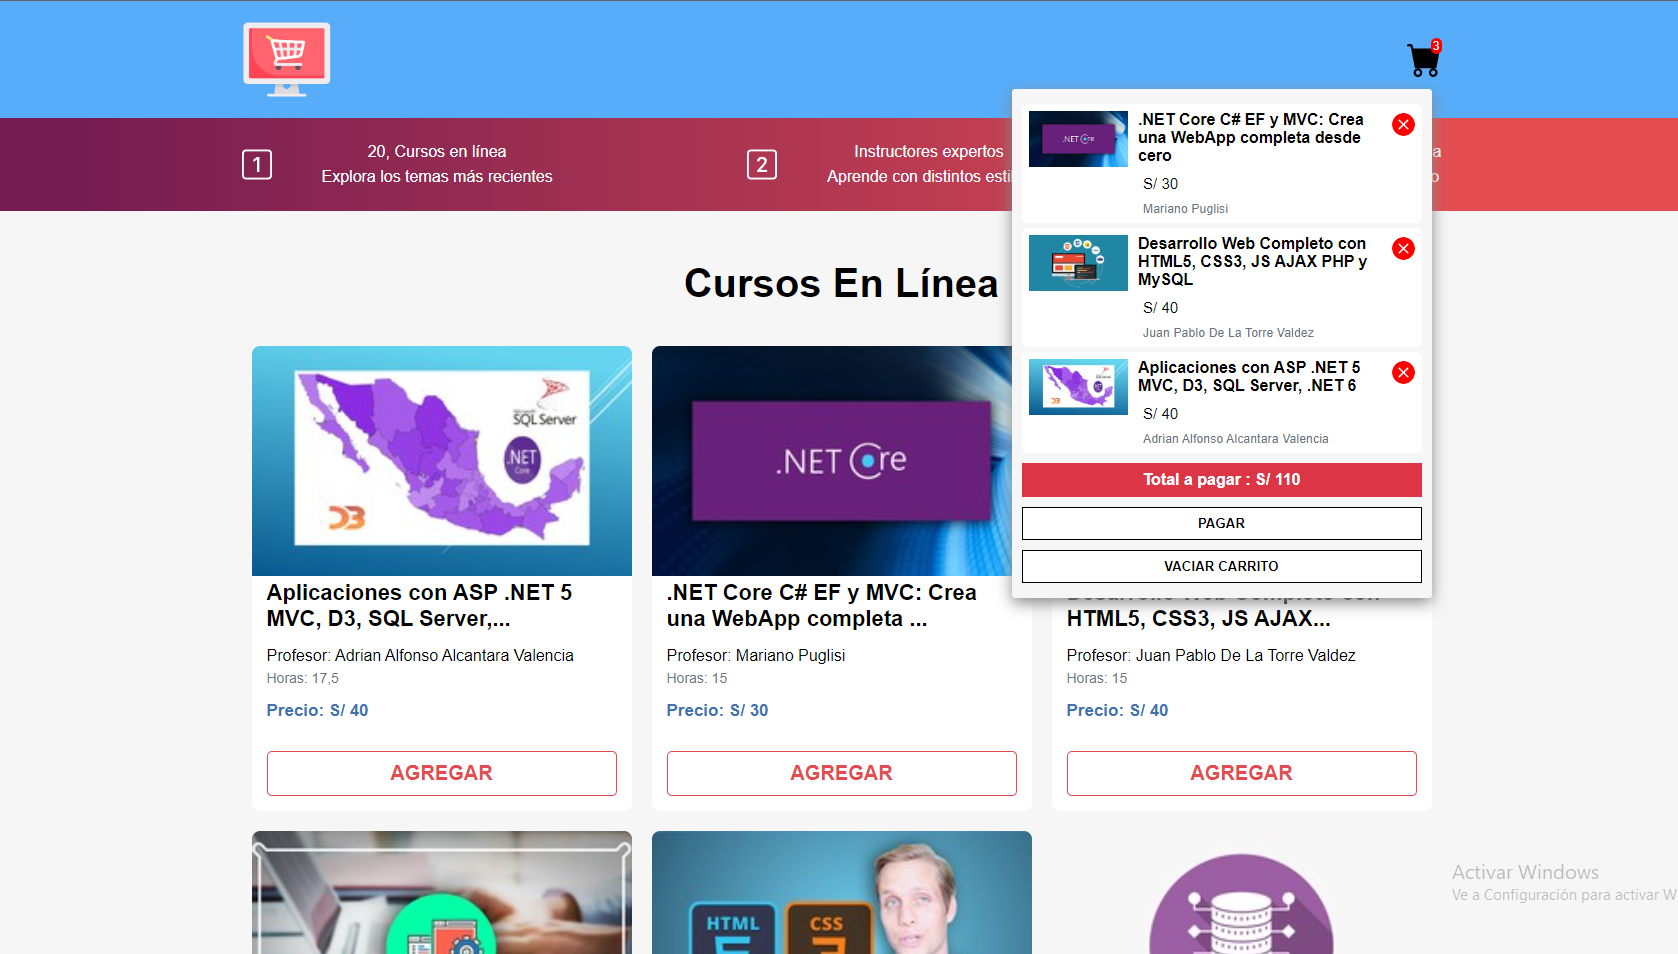 3
1
20, Cursos en línea
Explora los temas más recientes
2
Instructores expertos
Aprende con distintos esti
a
o
.NET Core
.NET Core C# EF y MVC: Crea
una WebApp completa desde
cero
S/ 30
Mariano Puglisi
Desarrollo Web Completo con
HTML5, CSS3, JS AJAX PHP y
MySQL
S/ 40
Juan Pablo De La Torre Valdez
Aplicaciones con ASP .NET 5
MVC, D3, SQL Server, .NET 6
S/ 40
Adrian Alfonso Alcantara Valencia
Total a pagar : S/ 110
PAGAR
VACIAR CARRITO
Cursos En Línea
SQL Server
.NET
Core
D3
.NET Core
Aplicaciones con ASP .NET 5
MVC, D3, SQL Server,...
Profesor: Adrian Alfonso Alcantara Valencia
Horas: 17,5
Precio: S/ 40
AGREGAR
.NET Core C# EF y MVC: Crea
una WebApp completa ...
Profesor: Mariano Puglisi
Horas: 15
Precio: S/ 30
AGREGAR
Desarrollo Web Completo con
HTML5, CSS3, JS AJAX...
Profesor: Juan Pablo De La Torre Valdez
Horas: 15
Precio: S/ 40
AGREGAR
HTML
CSS
Activar Windows
Ve a Configuración para activar W